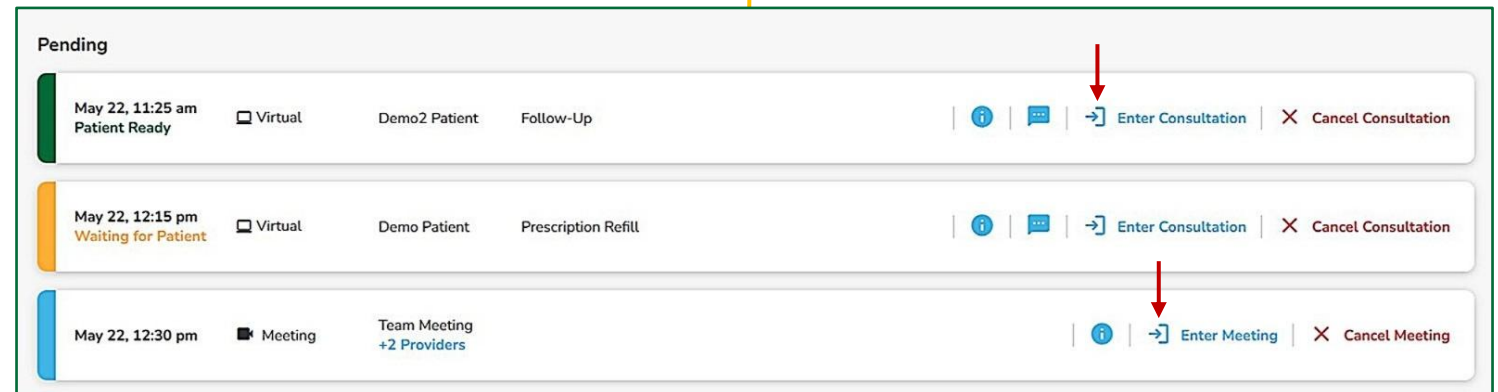 Pending
May 22, 11:25 am
Patient Ready
Virtual
Demo2 Patient
Follow-Up
Enter Consultation
Cancel Consultation
May 22, 12:15 pm
Waiting for Patient
Virtual
Demo Patient
Prescription Refill
Enter Consultation
Cancel Consultation
May 22, 12:30 pm
Meeting
Team Meeting
+2 Providers
Enter Meeting
Cancel Meeting